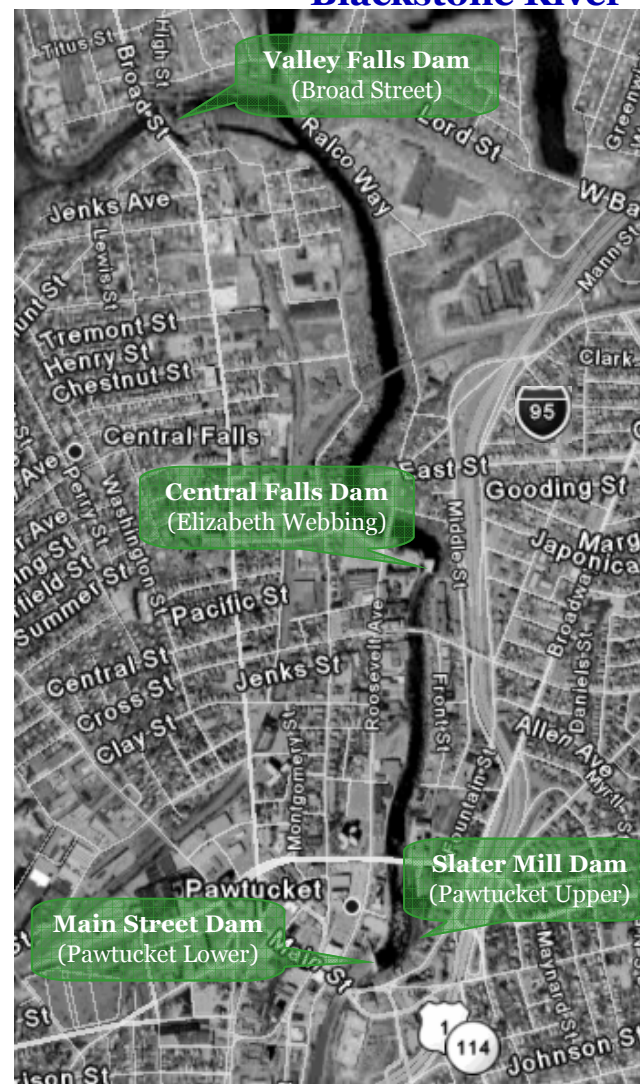 Blackstone River
Titus St
High St
Broad St
Valley Falls Dam
(Broad Street)
Ralco Way
Lord St
Jenks Ave
Lewis St
Mann St
Tremont St
Henry St
Chestnut St
Clark
95
Central Falls
Perry St
Washington St
East St
Gooding St
Central Falls Dam
(Elizabeth Webbing)
Middle St
Japonica
Summer St
Pacific St
Roosevelt Ave
Daniels St
Central St
Jenks St
Cross St
Front St
Clay St
Montgomery St
Allen Ave
Slater Mill Dam
(Pawtucket Upper)
Pawtucket
Main Street Dam
(Pawtucket Lower)
Main St
Maynard St
St
1
114
Johnson St